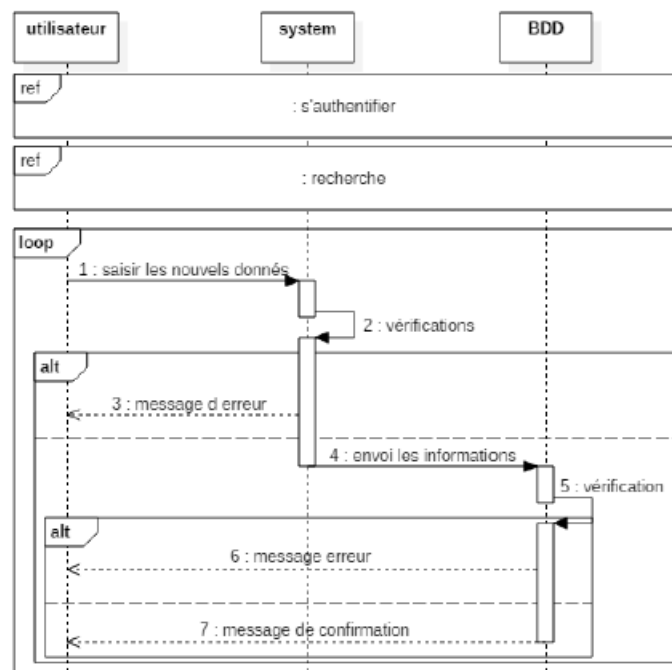 utilisateur
system
BDD
ref
: s'authentifier
ref
: recherche
loop
1 : saisir les nouvels donnés
2 : vérifications
alt
3 : message d erreur
4 : envoi les informations
5 : vérification
alt
6 : message erreur
7 : message de confirmation